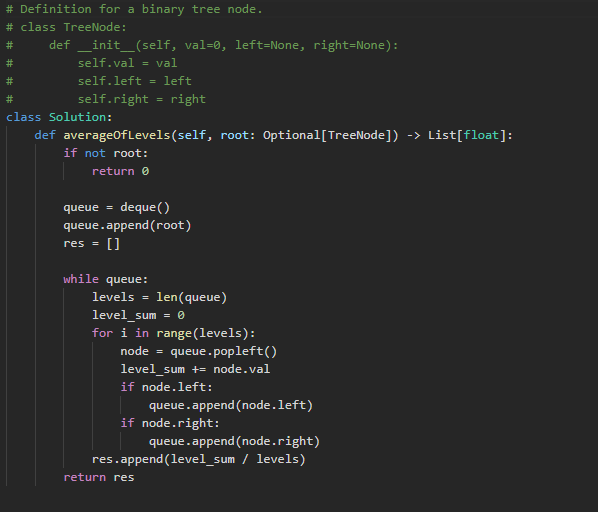 # Definition for a binary tree node.
# class TreeNode:
#     def __init__(self, val=0, left=None, right=None):
#         self.val = val
#         self.left = left
#         self.right = right
class Solution:
    def averageOfLevels(self, root: Optional[TreeNode]) -> List[float]:
        if not root:
            return 0

        queue = deque()
        queue.append(root)
        res = []

        while queue:
            levels = len(queue)
            level_sum = 0
            for i in range(levels):
                node = queue.popleft()
                level_sum += node.val
                if node.left:
                    queue.append(node.left)
                if node.right:
                    queue.append(node.right)
            res.append(level_sum / levels)
        return res